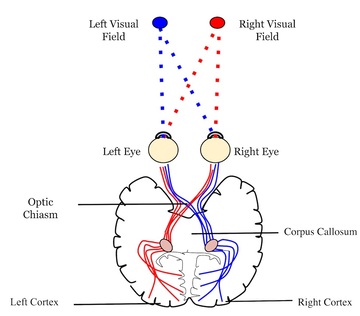 Left Visual
Field
Right Visual
Field
Left Eye
Right Eye
Optic
Chiasm
Corpus Callosum
Left Cortex
Right Cortex